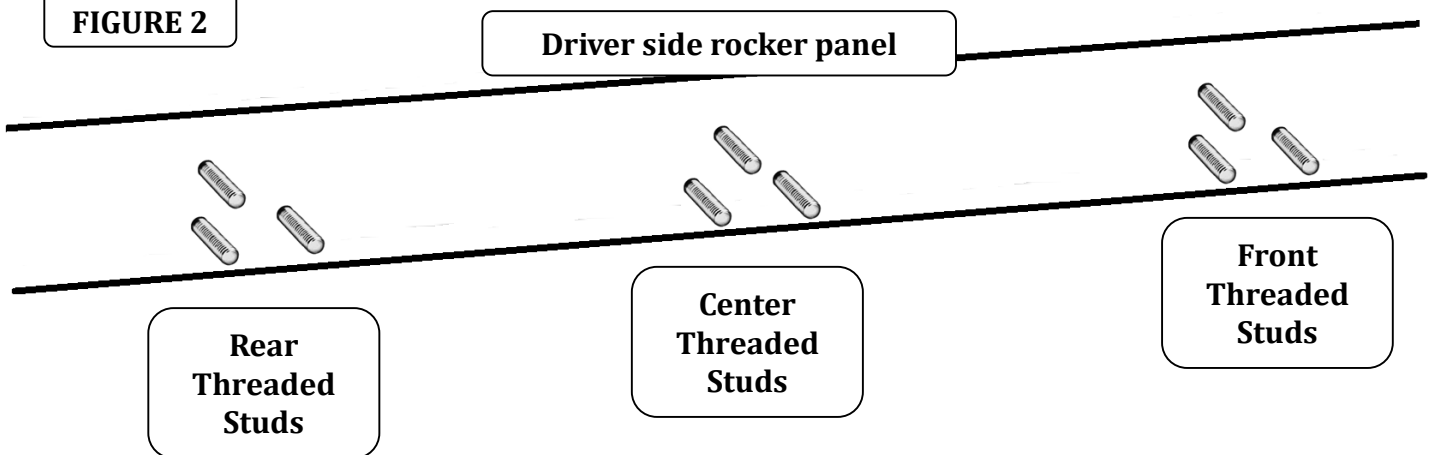 FIGURE 2
Driver side rocker panel
Front
Threaded
Studs
Center
Threaded
Studs
Rear
Threaded
Studs